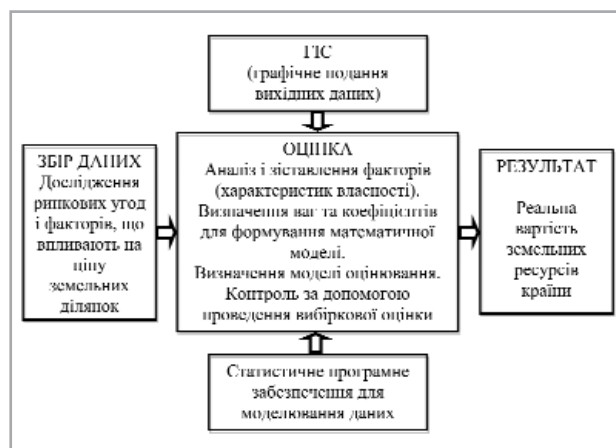 ГІС
(графічне подання
вихідних даних)
ЗБІР ДАНИХ
Дослідження
ринкових угод
і факторів, що
впливають на
ціну
земельних
ділянок
ОЦІНКА
Аналіз і зіставлення факторів
(характеристик власності).
Визначення ваг та коефіцієнтів
для формування математичної
моделі.
Визначення моделі оцінювання.
Контроль за допомогою
проведення вибіркової оцінки
РЕЗУЛЬТАТ
Реальна
вартість
земельних
ресурсів
країни
Статистичне програмне
забезпечення для
моделювання даних